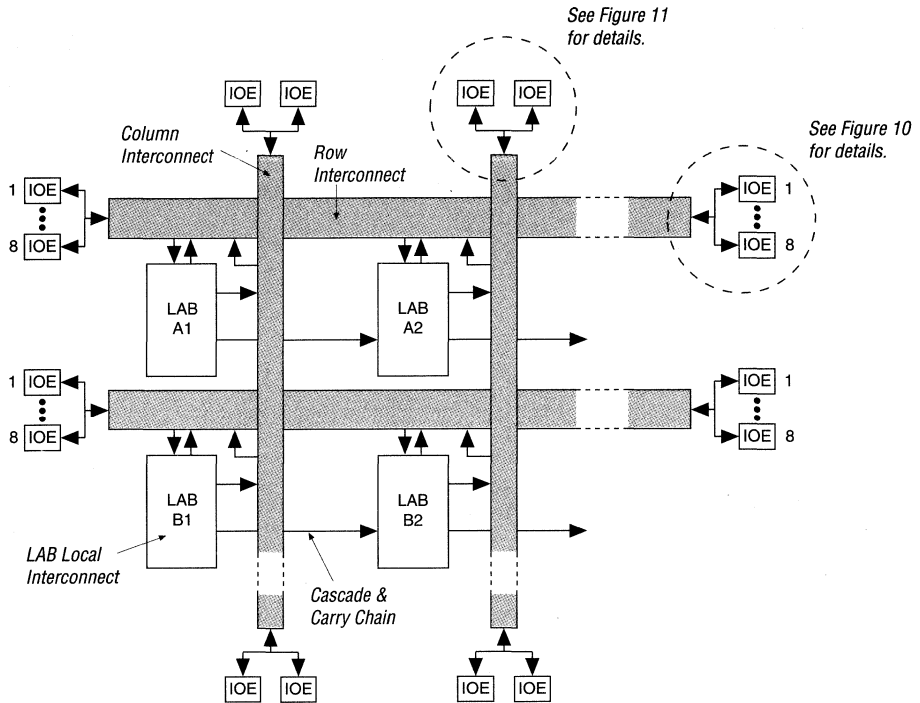 See Figure 11
for details.
IOE IOE
IOE IOE
Column
Interconnect
Row
Interconnect
See Figure 10
for details.
1 IOE
8 IOE
IOE 1
IOE 8
LAB
A1
LAB
A2
1 IOE
8 IOE
IOE 1
IOE 8
LAB
B1
LAB
B2
LAB Local
Interconnect
Cascade &
Carry Chain
IOE IOE
IOE IOE